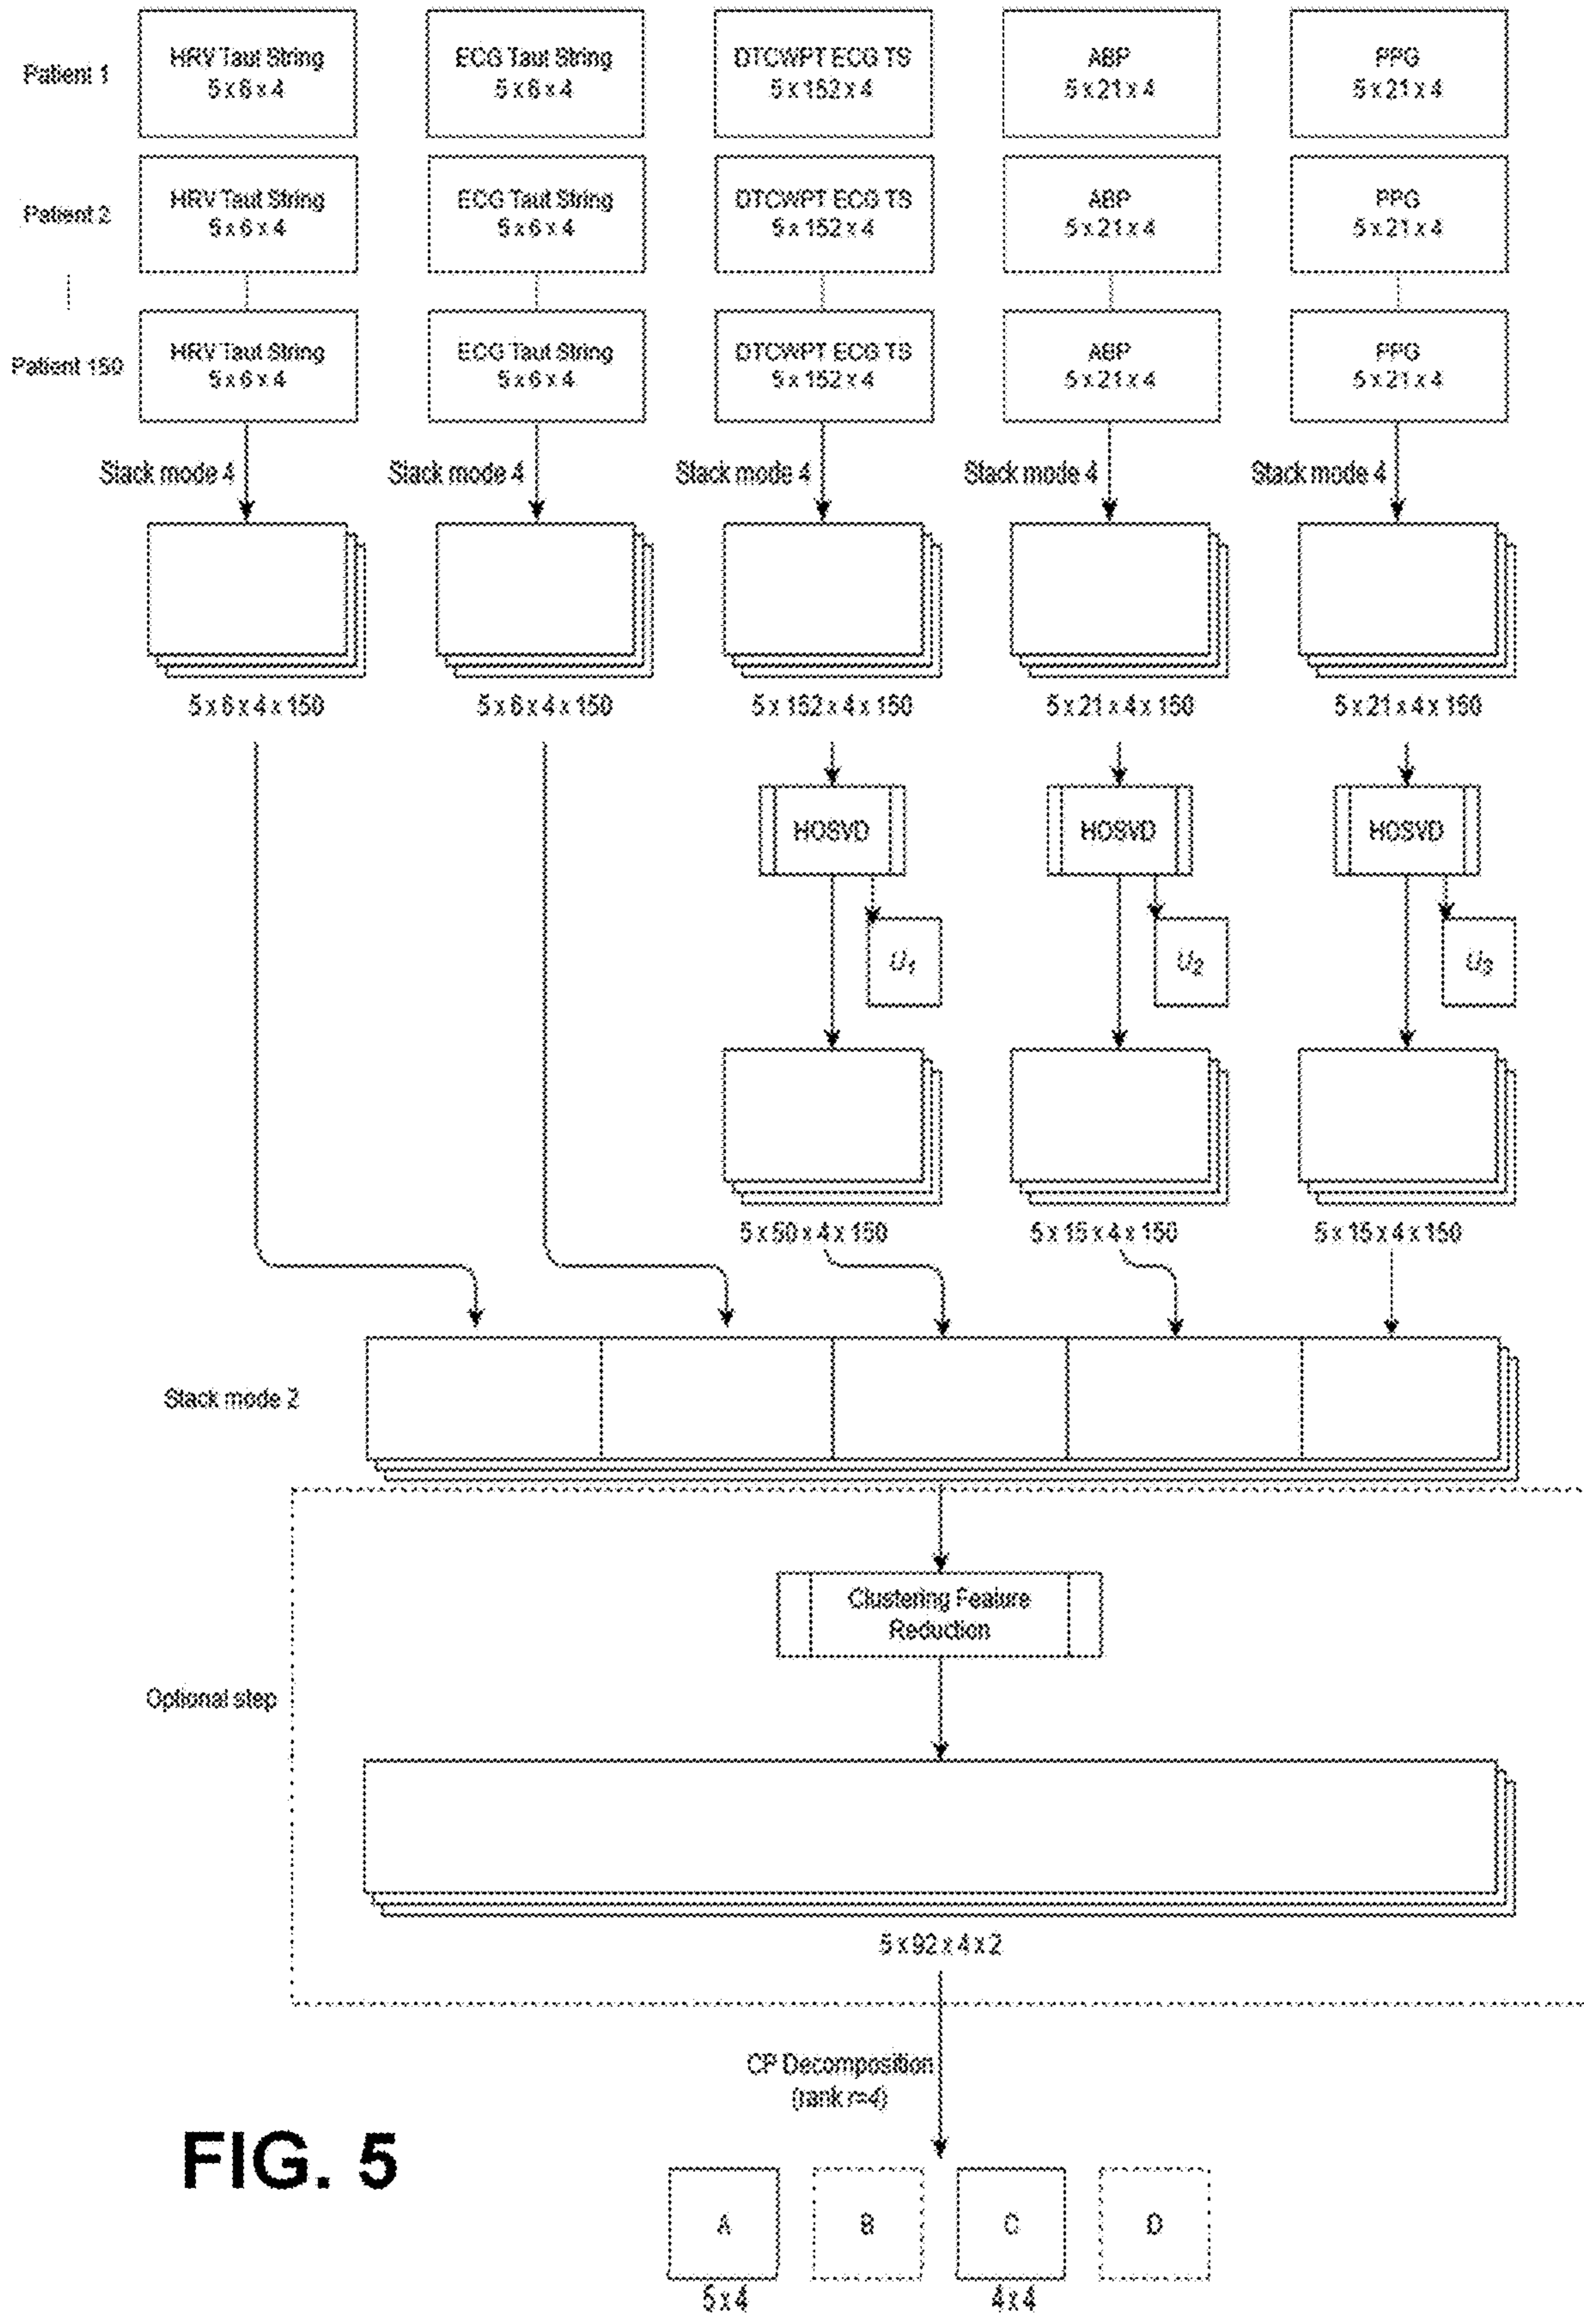 Patient 1
HRV Taut String
5 x 6 x 4
ECG Taut String
5 x 6 x 4
DTCWPT ECG TS
5 x 152 x 4
ABP
5 x 21 x 4
PPG
5 x 21 x 4
Patient 2
HRV Taut String
5 x 6 x 4
ECG Taut String
5 x 6 x 4
DTCWPT ECG TS
5 x 152 x 4
ABP
5 x 21 x 4
PPG
5 x 21 x 4
Patient 150
HRV Taut String
5 x 6 x 4
ECG Taut String
5 x 6 x 4
DTCWPT ECG TS
5 x 152 x 4
ABP
5 x 21 x 4
PPG
5 x 21 x 4
Stack mode 4
Stack mode 4
Stack mode 4
Stack mode 4
Stack mode 4
5 x 6 x 4 x 150
5 x 6 x 4 x 150
5 x 152 x 4 x 150
5 x 21 x 4 x 150
5 x 21 x 4 x 150
HOSVD
HOSVD
HOSVD
U1
U2
U3
5 x 50 x 4 x 150
5 x 15 x 4 x 150
5 x 15 x 4 x 150
Stack mode 2
Clustering Feature
Reduction
Optional step
5 x 92 x 4 x 2
CP Decomposition
(rank r=4)
FIG. 5
A
B
C
D
5 x 4
4 x 4